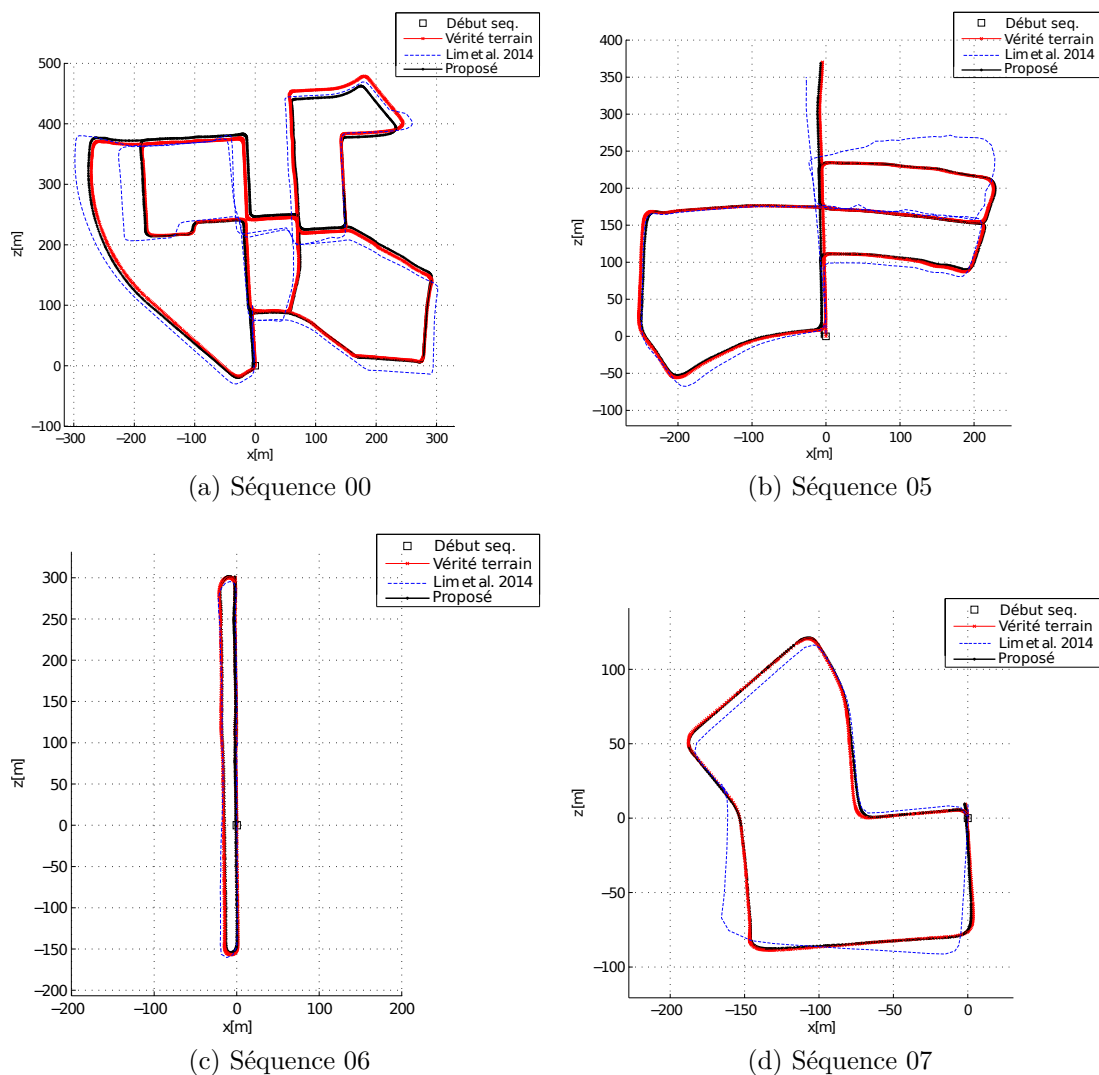 Début seq.
Vérité terrain
Lim et al. 2014
Proposé
500
400
300
200
100
0
−100
−300
−200
−100
0
100
200
300
z[m]
x[m]
(a) Séquence 00
Début seq.
Vérité terrain
Lim et al. 2014
Proposé
400
350
300
250
200
150
100
50
0
−50
−100
−200
−100
0
100
200
z[m]
x[m]
(b) Séquence 05
Début seq.
Vérité terrain
Lim et al. 2014
Proposé
300
250
200
150
100
50
0
−50
−100
−150
−200
−200
−100
0
100
200
z[m]
x[m]
(c) Séquence 06
Début seq.
Vérité terrain
Lim et al. 2014
Proposé
100
50
0
−50
−100
−200
−150
−100
−50
0
z[m]
x[m]
(d) Séquence 07